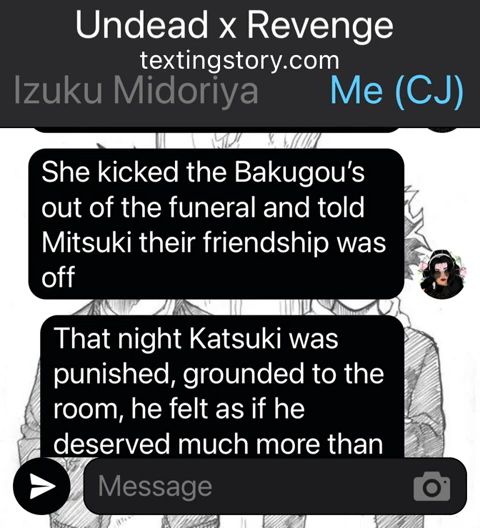 Undead x Revenge
textingstory.com
Izuku Midoriya Me (CJ)
She kicked the Bakugou’s
out of the funeral and told
Mitsuki their friendship was
off
That night Katsuki was
punished, grounded to the
room, he felt as if he
deserved much more than
Message